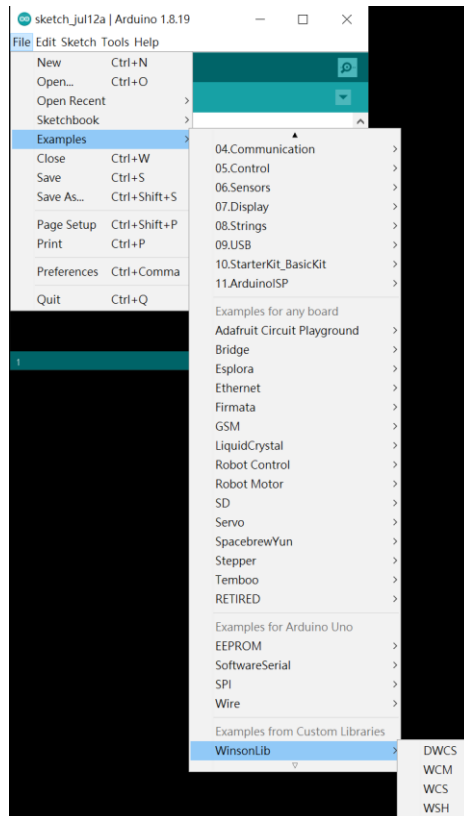 sketch_jul12a | Arduino 1.8.19
File Edit Sketch Tools Help
New Ctrl+N
Open... Ctrl+O
Open Recent
Sketchbook
Examples
Close Ctrl+W
Save Ctrl+S
Save As... Ctrl+Shift+S
Page Setup Ctrl+Shift+P
Print Ctrl+P
Preferences Ctrl+Comma
Quit Ctrl+Q
1
04.Communication
05.Control
06.Sensors
07.Display
08.Strings
09.USB
10.StarterKit_BasicKit
11.ArduinoISP
Examples for any board
Adafruit Circuit Playground
Bridge
Esplora
Ethernet
Firmata
GSM
LiquidCrystal
Robot Control
Robot Motor
SD
Servo
SpacebrewYun
Stepper
Temboo
RETIRED
Examples for Arduino Uno
EEPROM
SoftwareSerial
SPI
Wire
Examples from Custom Libraries
WinsonLib
DWCS
WCM
WCS
WSH